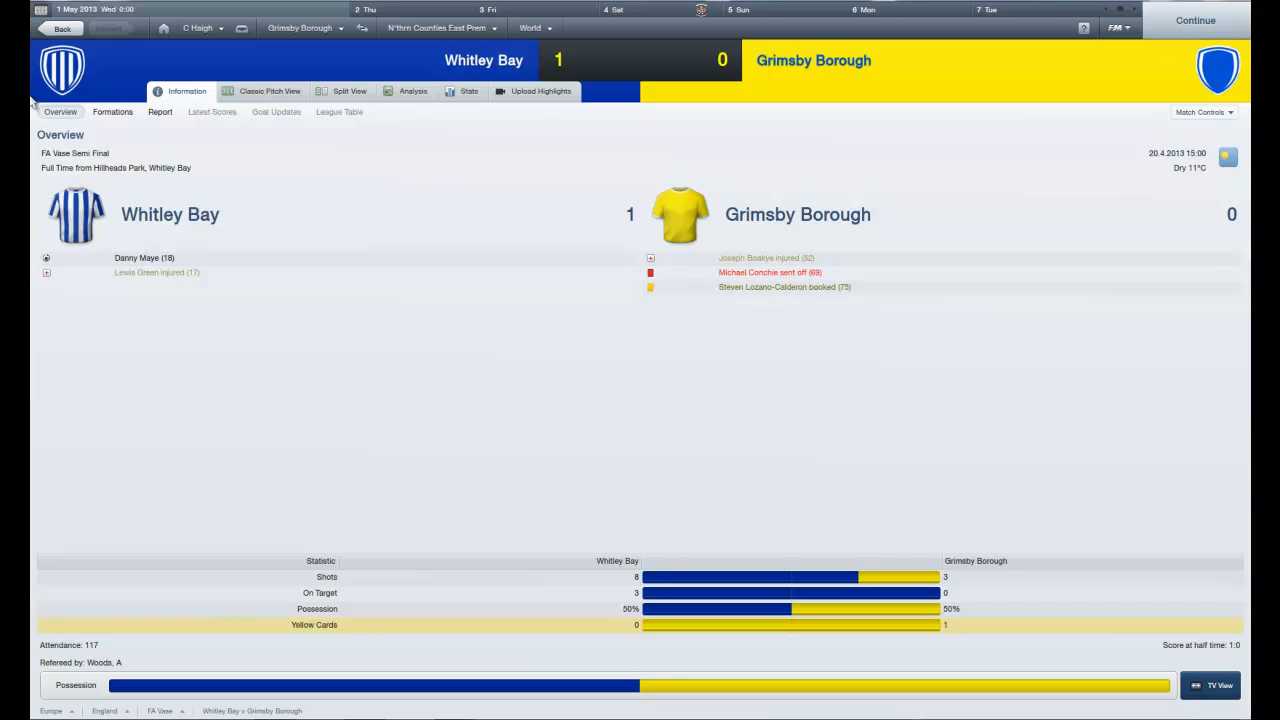 1 May 2013 Wed 0:00 2 Thu 3 Fri 4 Sat 5 Sun 6 Mon 7 Tue
Back C Haigh Grimsby Borough N'thrn Counties East Prem World ? FM Continue
Whitley Bay 1 0 Grimsby Borough
Information Classic Pitch View Split View Analysis Stats Upload Highlights
Overview Formations Report Latest Scores Goal Updates League Table Match Controls
Overview
FA Vase Semi Final 20.4.2013 15:00
Full Time from Hillheads Park, Whitley Bay Dry 11°C
Whitley Bay 1 Grimsby Borough 0
Danny Maye (18) Joseph Boakye injured (52)
Lewis Green injured (17) Michael Conchie sent off (69)
Steven Lozano-Calderon booked (75)
Statistic Whitley Bay Grimsby Borough
Shots 8 3
On Target 3 0
Possession 50% 50%
Yellow Cards 0 1
Attendance: 117 Score at half time: 1:0
Refereed by: Woods, A
Possession TV View
Europe England FA Vase Whitley Bay v Grimsby Borough